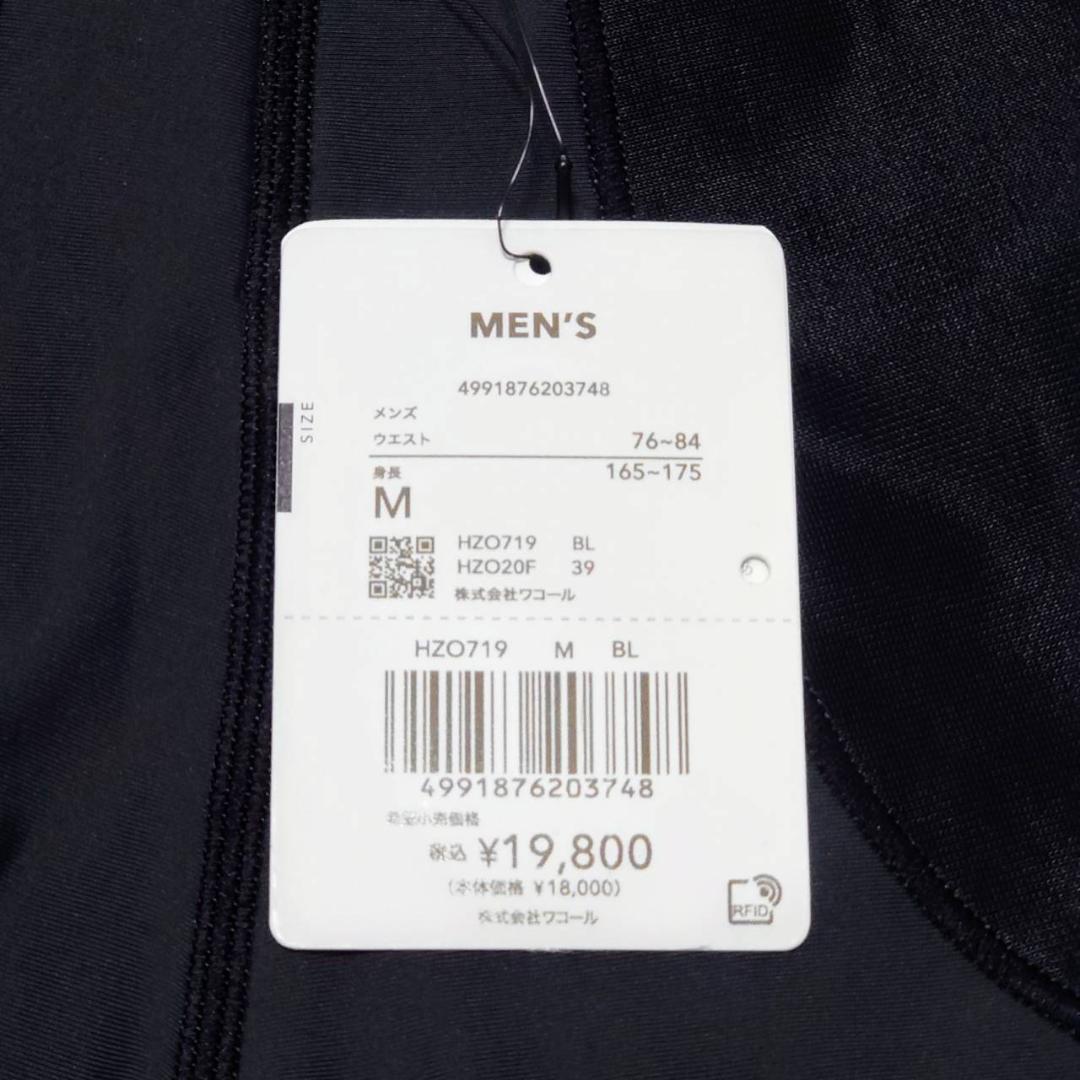 MEN'S
4991876203748
SIZE
メンズ
ウエスト 76~84
身長 165~175
M
HZO719 BL
HZO20F 39
株式会社ワコール
HZO719 M BL
4991876203748
希望小売価格
税込 ¥19,800
(本体価格 ¥18,000)
株式会社ワコール
RFID